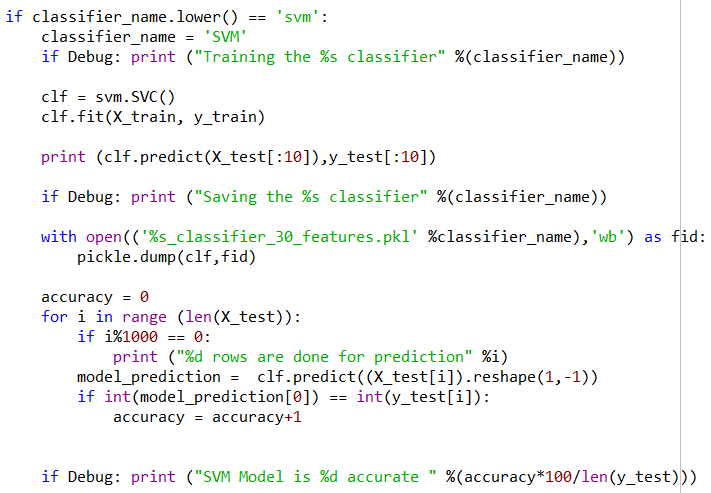 if classifier_name.lower() == 'svm':
    classifier_name = 'SVM'
    if Debug: print ("Training the %s classifier" %(classifier_name))

    clf = svm.SVC()
    clf.fit(X_train, y_train)

    print (clf.predict(X_test[:10]),y_test[:10])

    if Debug: print ("Saving the %s classifier" %(classifier_name))

    with open(('%s_classifier_30_features.pkl' %classifier_name),'wb') as fid:
        pickle.dump(clf,fid)

    accuracy = 0
    for i in range (len(X_test)):
        if i%1000 == 0:
            print ("%d rows are done for prediction" %i)
        model_prediction =  clf.predict((X_test[i]).reshape(1,-1))
        if int(model_prediction[0]) == int(y_test[i]):
            accuracy = accuracy+1


    if Debug: print ("SVM Model is %d accurate " %(accuracy*100/len(y_test)))